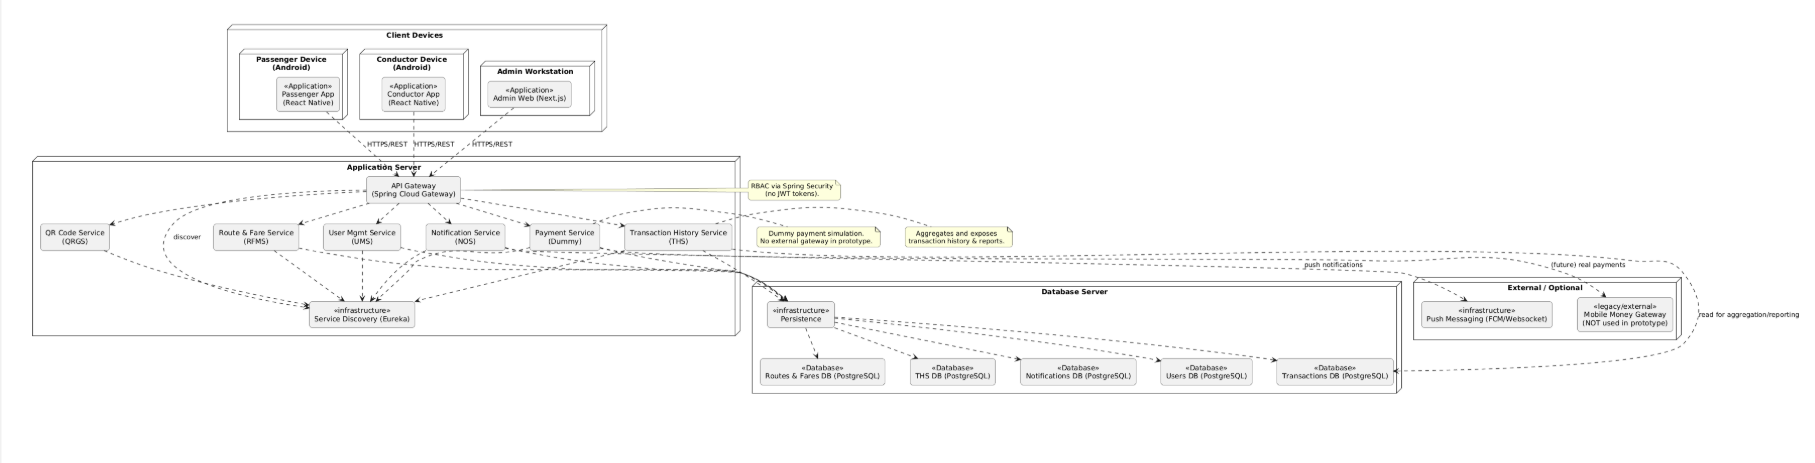 Client Devices
Passenger Device
(Android)
«Application»
Passenger App
(React Native)
Conductor Device
(Android)
«Application»
Conductor App
(React Native)
Admin Workstation
«Application»
Admin Web (Next.js)
HTTPS/REST
HTTPS/REST
HTTPS/REST
Application Server
API Gateway
(Spring Cloud Gateway)
RBAC via Spring Security
(no JWT tokens).
QR Code Service
(QRGS)
discover
Route & Fare Service
(RFMS)
User Mgmt Service
(UMS)
Notification Service
(NOS)
Payment Service
(Dummy)
Transaction History Service
(THS)
Dummy payment simulation.
No external gateway in prototype.
Aggregates and exposes
transaction history & reports.
«infrastructure»
Service Discovery (Eureka)
push notifications
(future) real payments
read for aggregation/reporting
Database Server
«infrastructure»
Persistence
«Database»
Routes & Fares DB (PostgreSQL)
«Database»
THS DB (PostgreSQL)
«Database»
Notifications DB (PostgreSQL)
«Database»
Users DB (PostgreSQL)
«Database»
Transactions DB (PostgreSQL)
External / Optional
«infrastructure»
Push Messaging (FCM/Websocket)
«legacy/external»
Mobile Money Gateway
(NOT used in prototype)